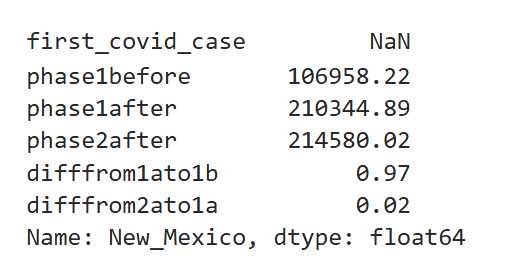 first_covid_case NaN
phase1before 106958.22
phase1after 210344.89
phase2after 214580.02
difffrom1ato1b 0.97
difffrom2ato1a 0.02
Name: New_Mexico, dtype: float64